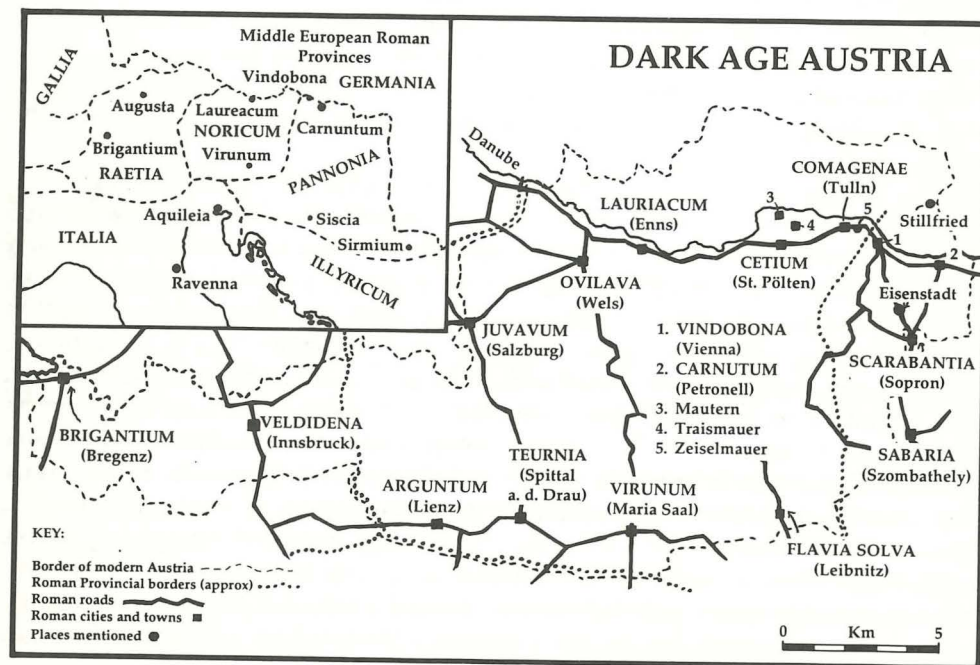 DARK AGE AUSTRIA
Middle European Roman
Provinces
GALLIA
Vindobona
GERMANIA
Augusta
Laureacum
NORICUM
Carnuntum
Brigantium
Virunum
RAETIA
PANNONIA
Aquileia
Siscia
ITALIA
Sirmium
Ravenna
ILLYRICUM
Danube
LAURIACUM
(Enns)
COMAGENAE
(Tulln)
3
4
5
1
2
Stillfried
OVILAVA
(Wels)
CETIUM
(St. Pölten)
Eisenstadt
JUVAVUM
(Salzburg)
SCARABANTIA
(Sopron)
1. VINDOBONA
(Vienna)
2. CARNUTUM
(Petronell)
3. Mautern
4. Traismauer
5. Zeiselmauer
BRIGANTIUM
(Bregenz)
VELDIDENA
(Innsbruck)
SABARIA
(Szombathely)
ARGUNTUM
(Lienz)
TEURNIA
(Spittal
a. d. Drau)
VIRUNUM
(Maria Saal)
FLAVIA SOLVA
(Leibnitz)
KEY:
Border of modern Austria
Roman Provincial borders (approx)
Roman roads
Roman cities and towns
Places mentioned
0 Km 5